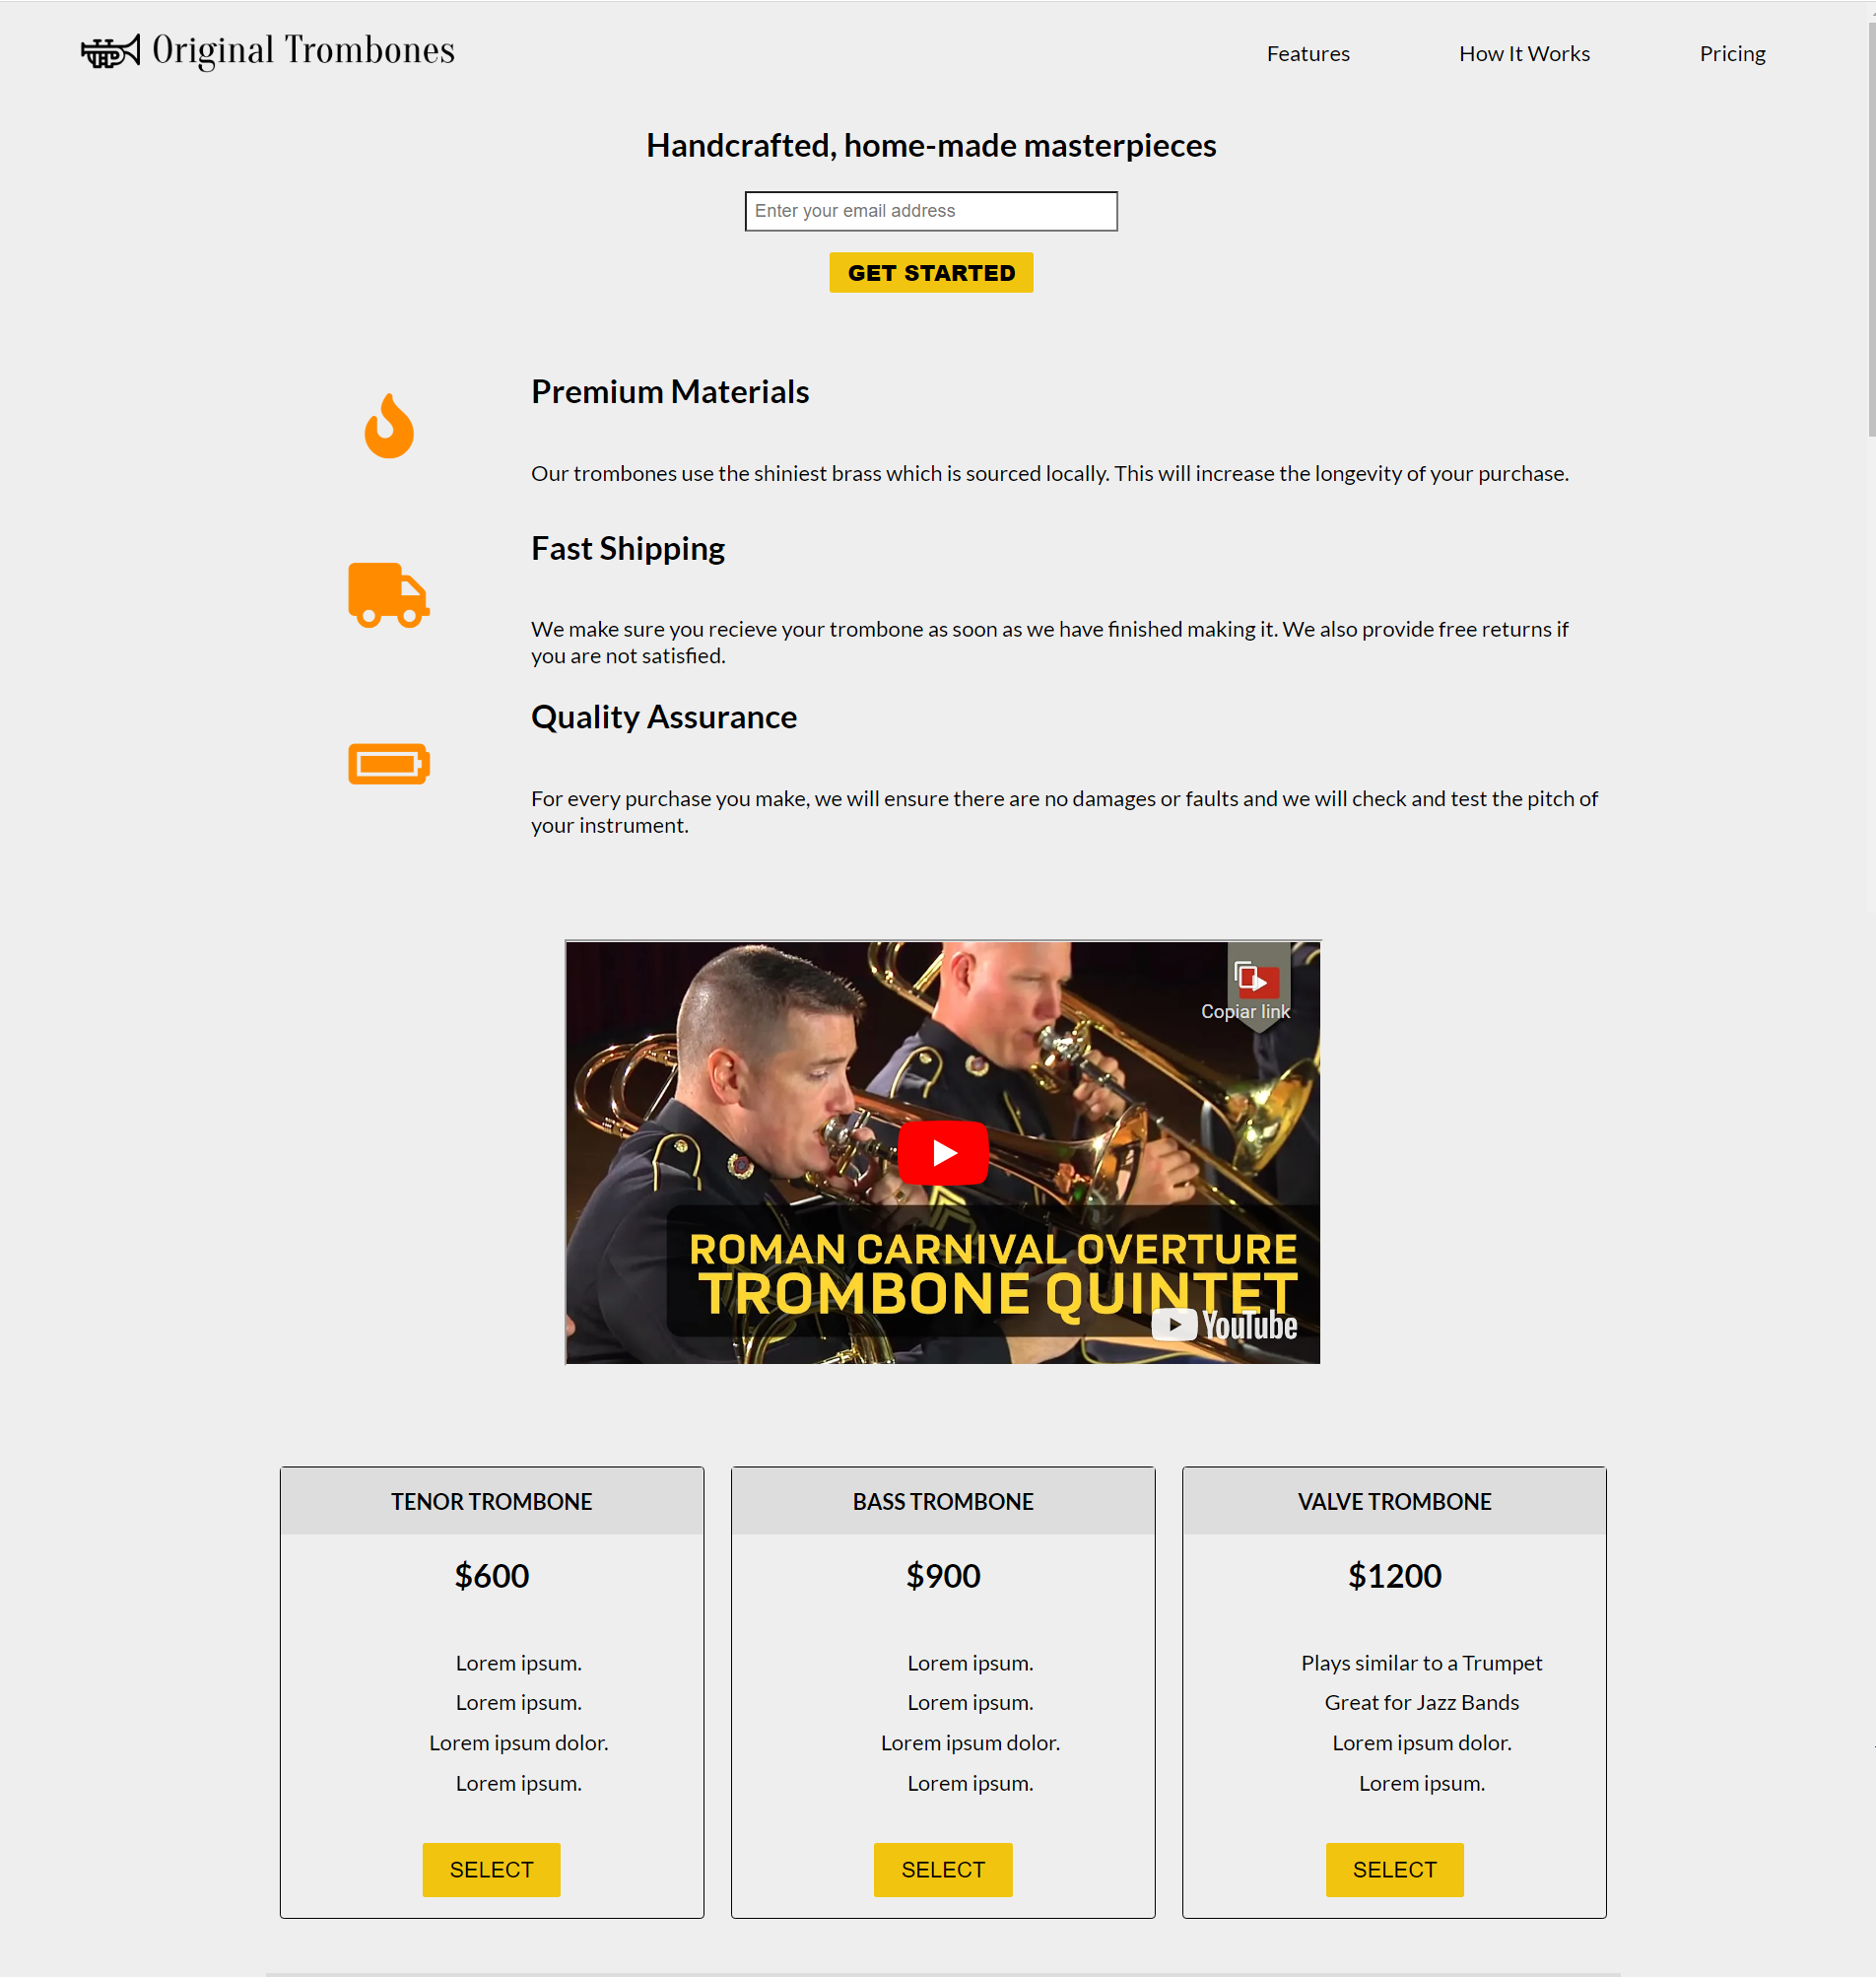 Original Trombones
Features
How It Works
Pricing
Handcrafted, home-made masterpieces
Enter your email address
GET STARTED
Premium Materials
Our trombones use the shiniest brass which is sourced locally. This will increase the longevity of your purchase.
Fast Shipping
We make sure you recieve your trombone as soon as we have finished making it. We also provide free returns if
you are not satisfied.
Quality Assurance
For every purchase you make, we will ensure there are no damages or faults and we will check and test the pitch of
your instrument.
Copiar link
ROMAN CARNIVAL OVERTURE
TROMBONE QUINTET
YouTube
TENOR TROMBONE
$600
Lorem ipsum.
Lorem ipsum.
Lorem ipsum dolor.
Lorem ipsum.
SELECT
BASS TROMBONE
$900
Lorem ipsum.
Lorem ipsum.
Lorem ipsum dolor.
Lorem ipsum.
SELECT
VALVE TROMBONE
$1200
Plays similar to a Trumpet
Great for Jazz Bands
Lorem ipsum dolor.
Lorem ipsum.
SELECT